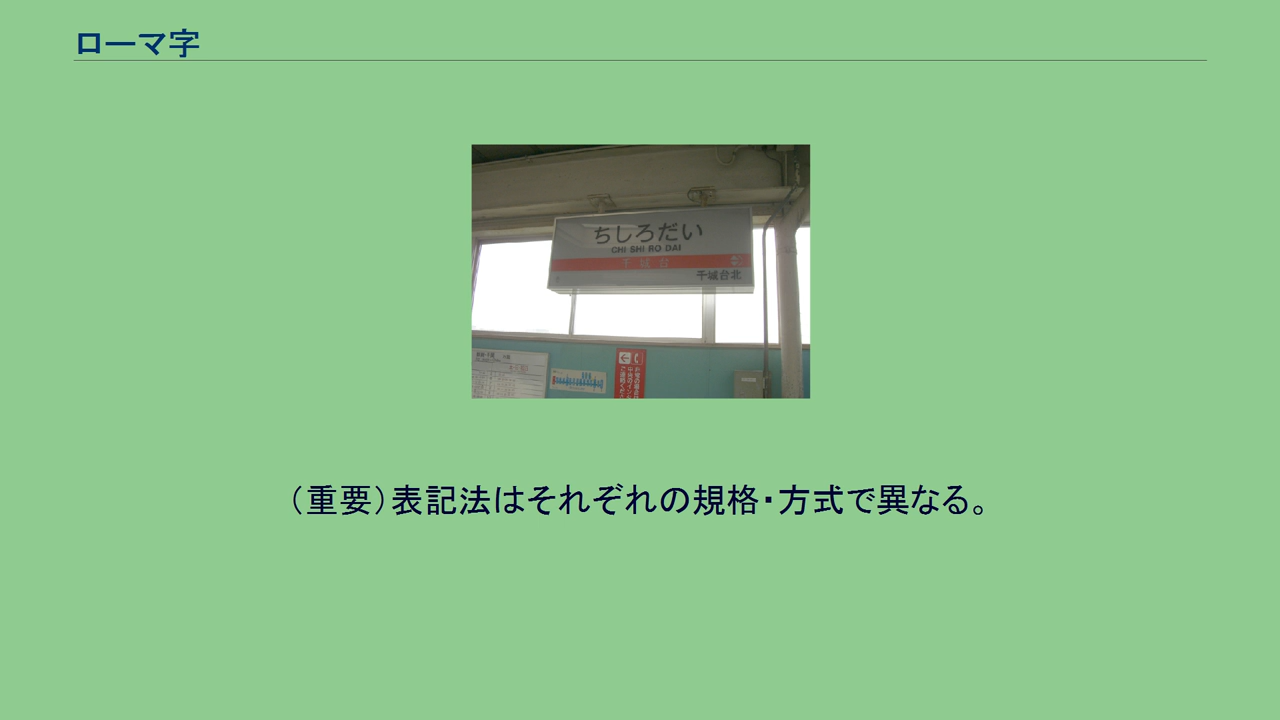 ローマ字
ちしろだい
CHI SHI RO DAI
千城台
千城台北
（重要）表記法はそれぞれの規格・方式で異なる。